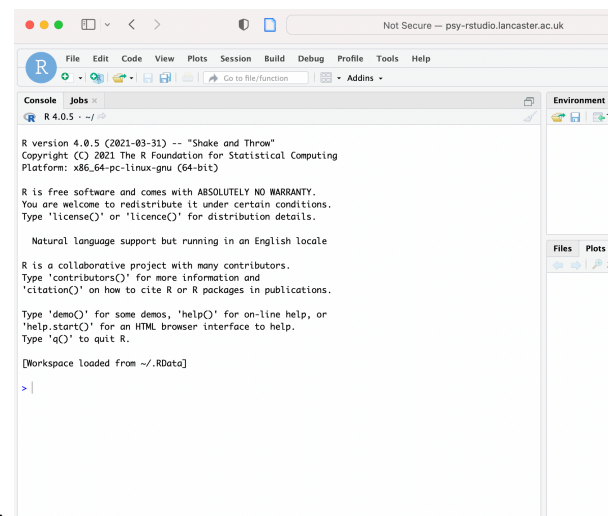 Not Secure — psy-rstudio.lancaster.ac.uk
R
File Edit Code View Plots Session Build Debug Profile Tools Help
Go to file/function Addins
Console Jobs
Environment
R 4.0.5 · ~/
R version 4.0.5 (2021-03-31) -- "Shake and Throw"
Copyright (C) 2021 The R Foundation for Statistical Computing
Platform: x86_64-pc-linux-gnu (64-bit)
R is free software and comes with ABSOLUTELY NO WARRANTY.
You are welcome to redistribute it under certain conditions.
Type 'license()' or 'licence()' for distribution details.
Natural language support but running in an English locale
R is a collaborative project with many contributors.
Type 'contributors()' for more information and
'citation()' on how to cite R or R packages in publications.
Type 'demo()' for some demos, 'help()' for on-line help, or
'help.start()' for an HTML browser interface to help.
Type 'q()' to quit R.
[Workspace loaded from ~/.RData]
>
Files Plots